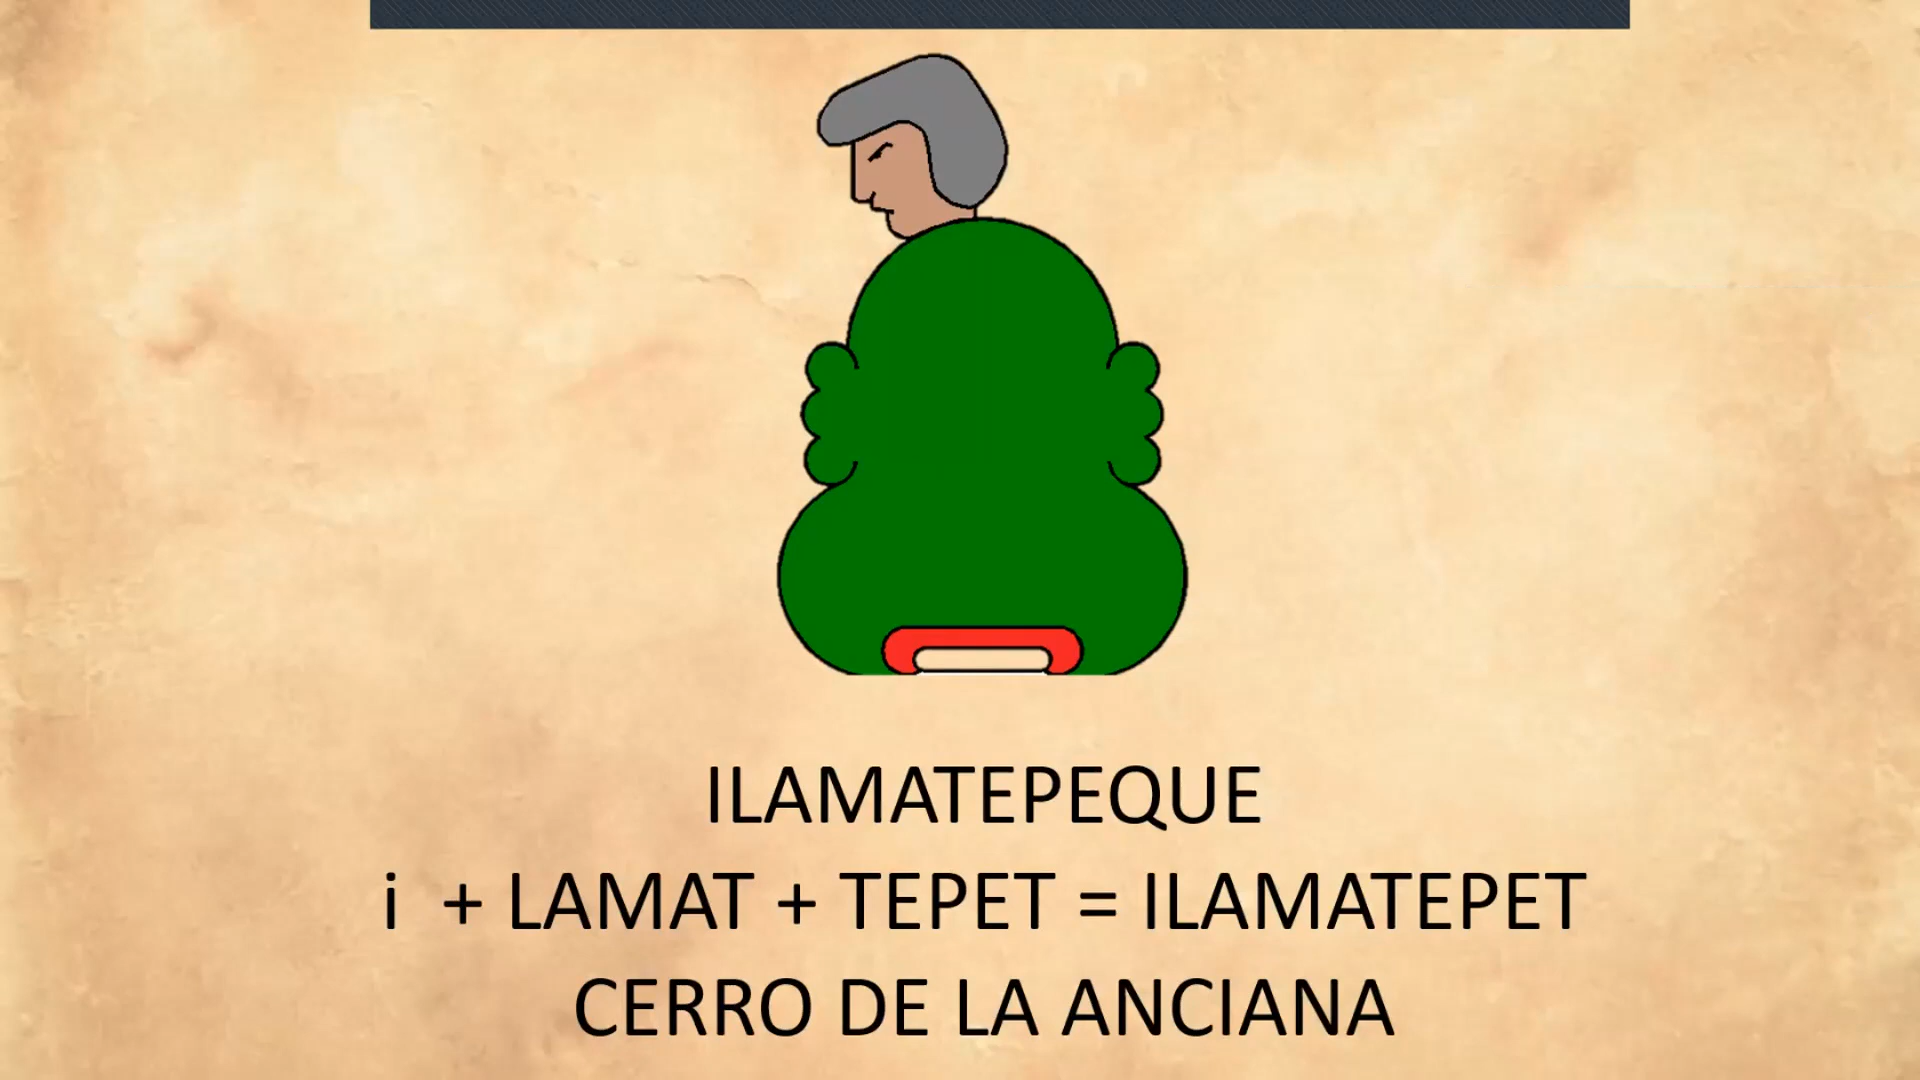 ILAMATEPEQUE
i + LAMAT + TEPET = ILAMATEPET
CERRO DE LA ANCIANA